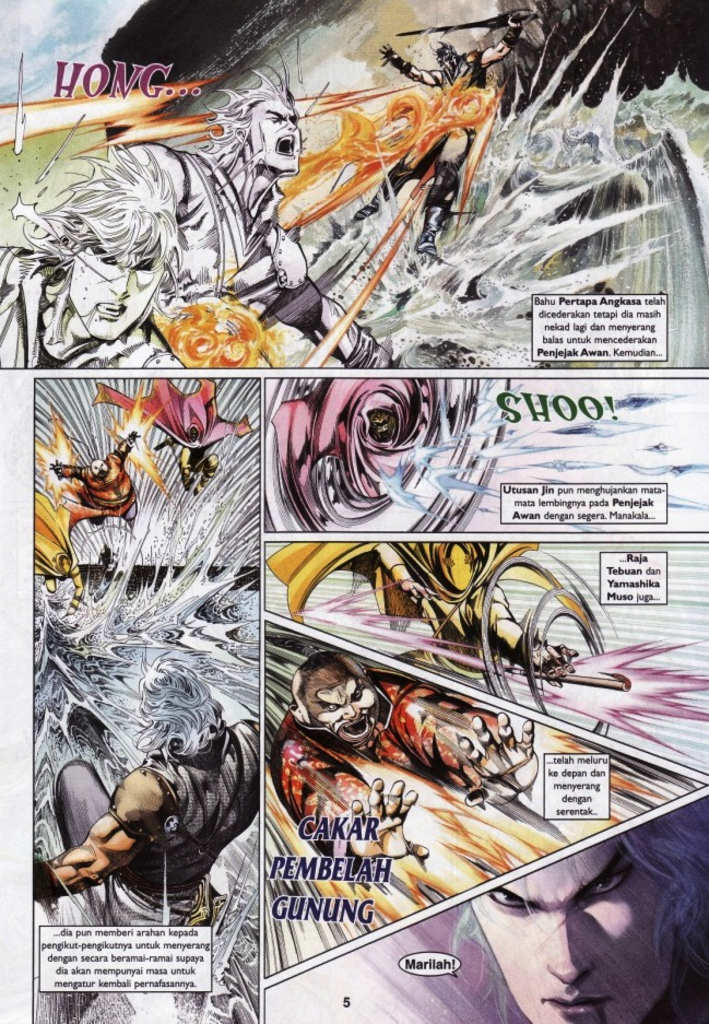 HONG...
Bahu Pertapa Angkasa telah
dicederakan tetapi dia masih
nekad lagi dan menyerang
balas untuk mencederakan
Penjejak Awan. Kemudian...
SHOO!
Utusan Jin pun menghujankan mata-
mata lembingnya pada Penjejak
Awan dengan segera. Manakala...
...Raja
Tebuan dan
Yamashika
Muso juga...
...telah meluru
ke depan dan
menyerang
dengan
serentak..
CAKAR
PEMBELAH
GUNUNG
...dia pun memberi arahan kepada
pengikut-pengikutnya untuk menyerang
dengan secara beramai-ramai supaya
dia akan mempunyai masa untuk
mengatur kembali pernafasannya.
Marilah!
5